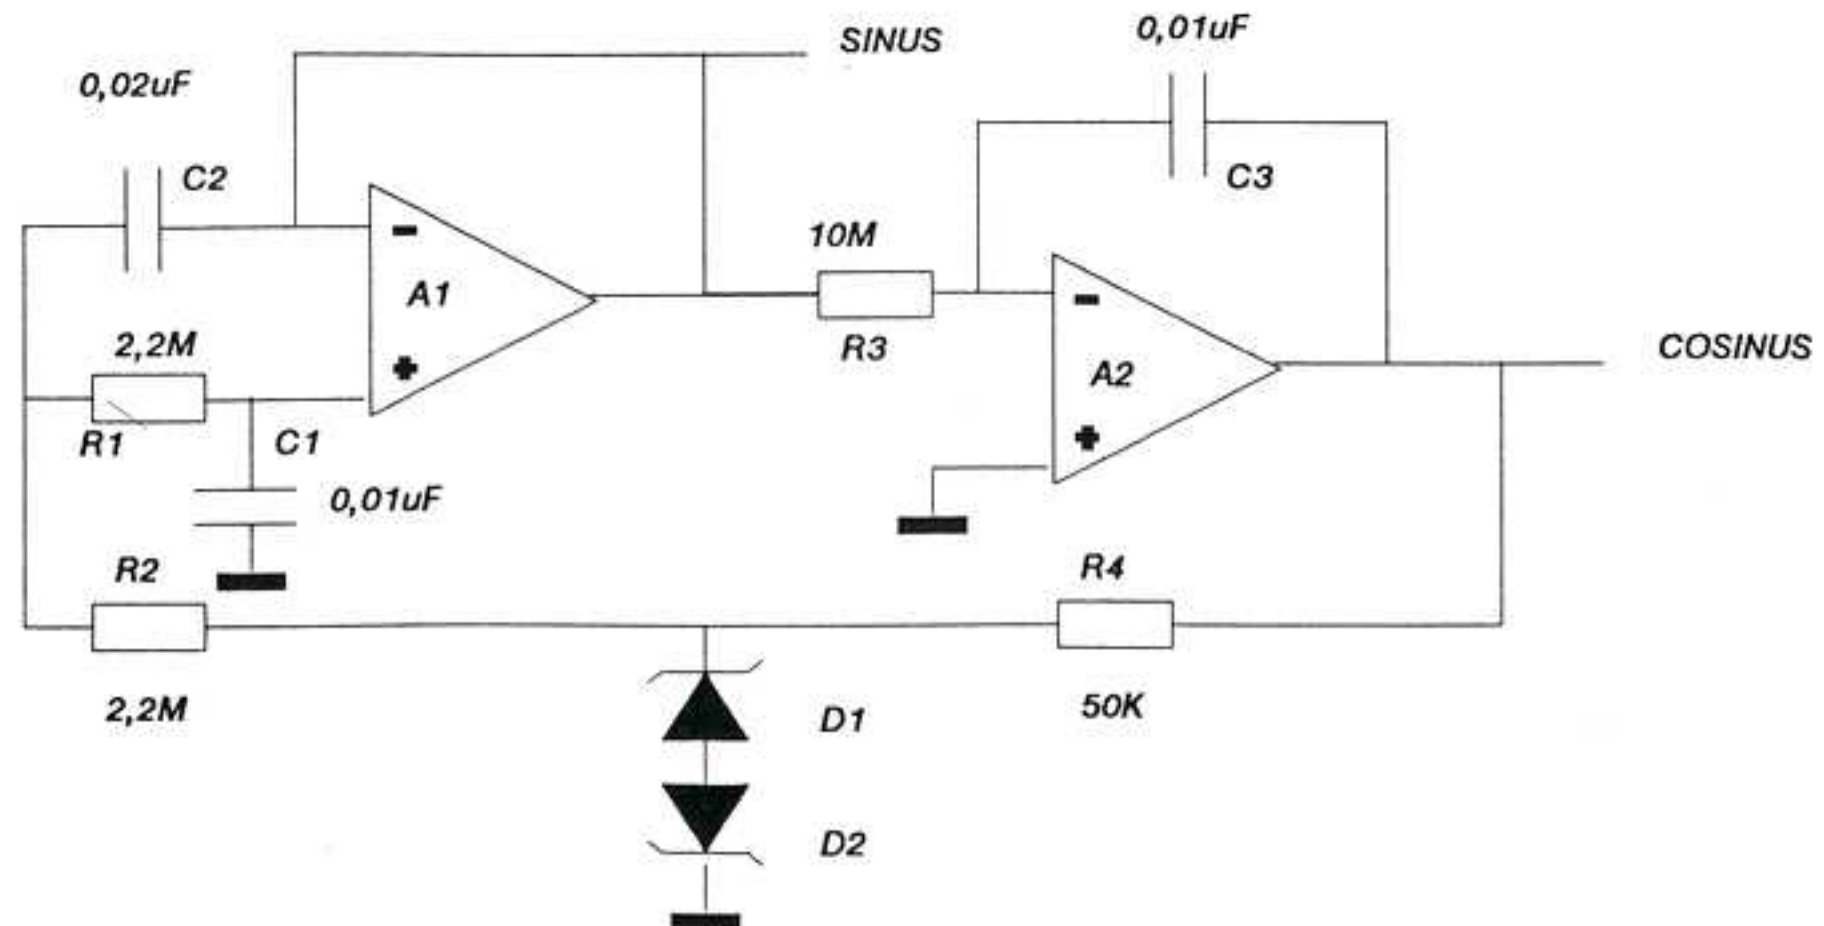 SINUS
0,01uF
0,02uF
C2
C3
10M
-
A1
-
2,2M
R3
COSINUS
+
A2
R1
C1
+
0,01uF
R2
R4
2,2M
50K
D1
D2